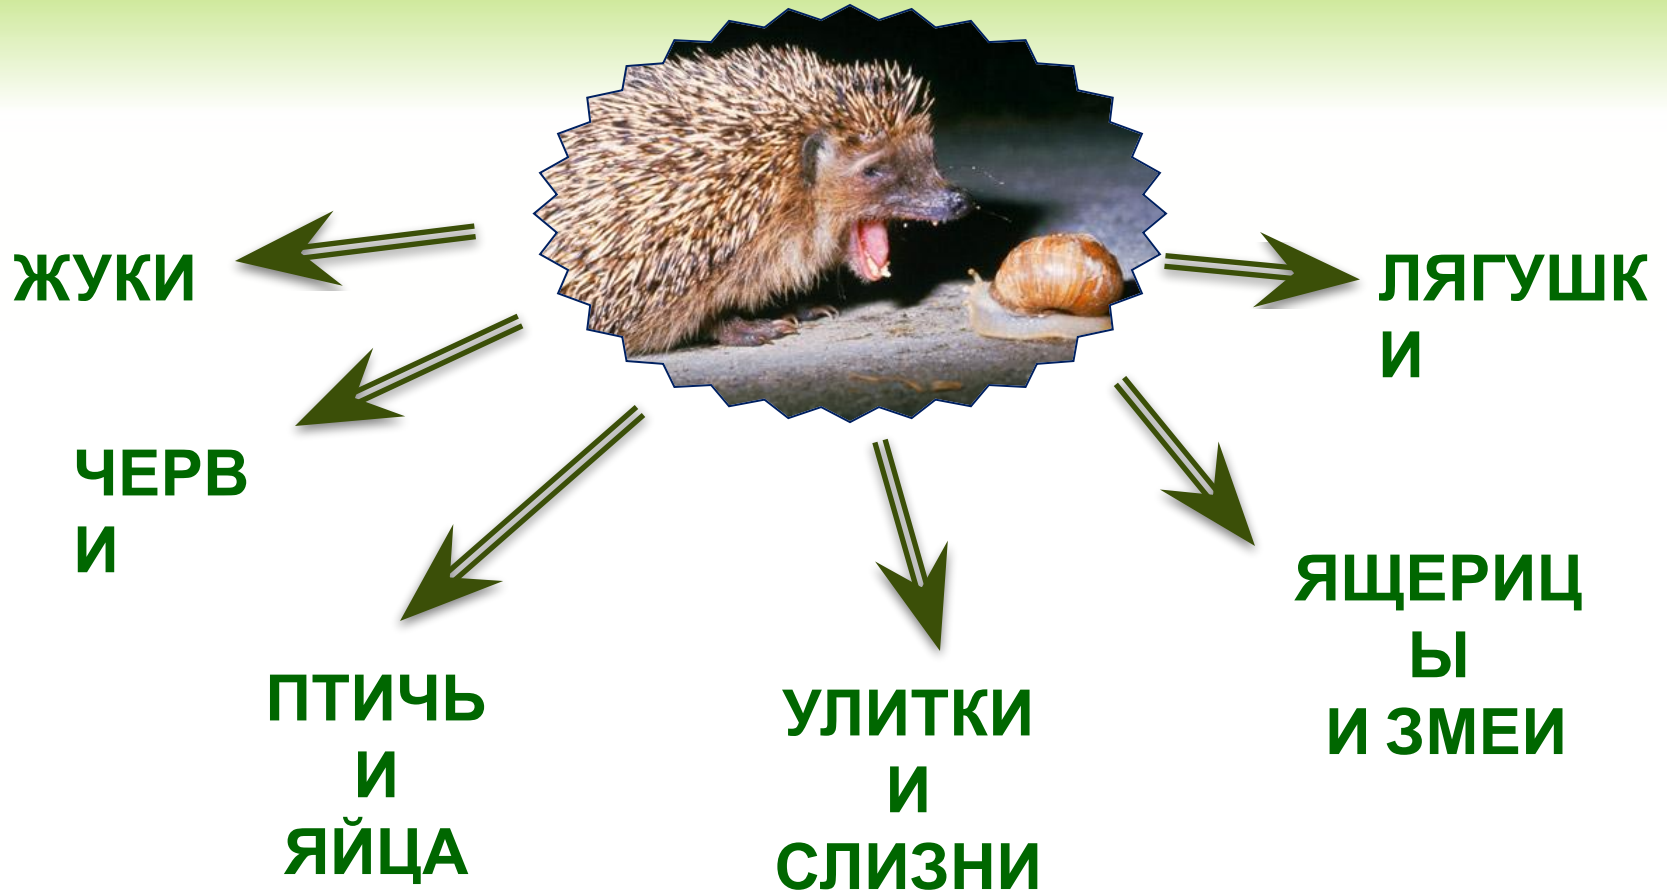 ЖУКИ
ЛЯГУШК
И
ЧЕРВ
И
ПТИЧЬ
И
ЯЙЦА
УЛИТКИ
И
СЛИЗНИ
ЯЩЕРИЦ
Ы
И ЗМЕИ